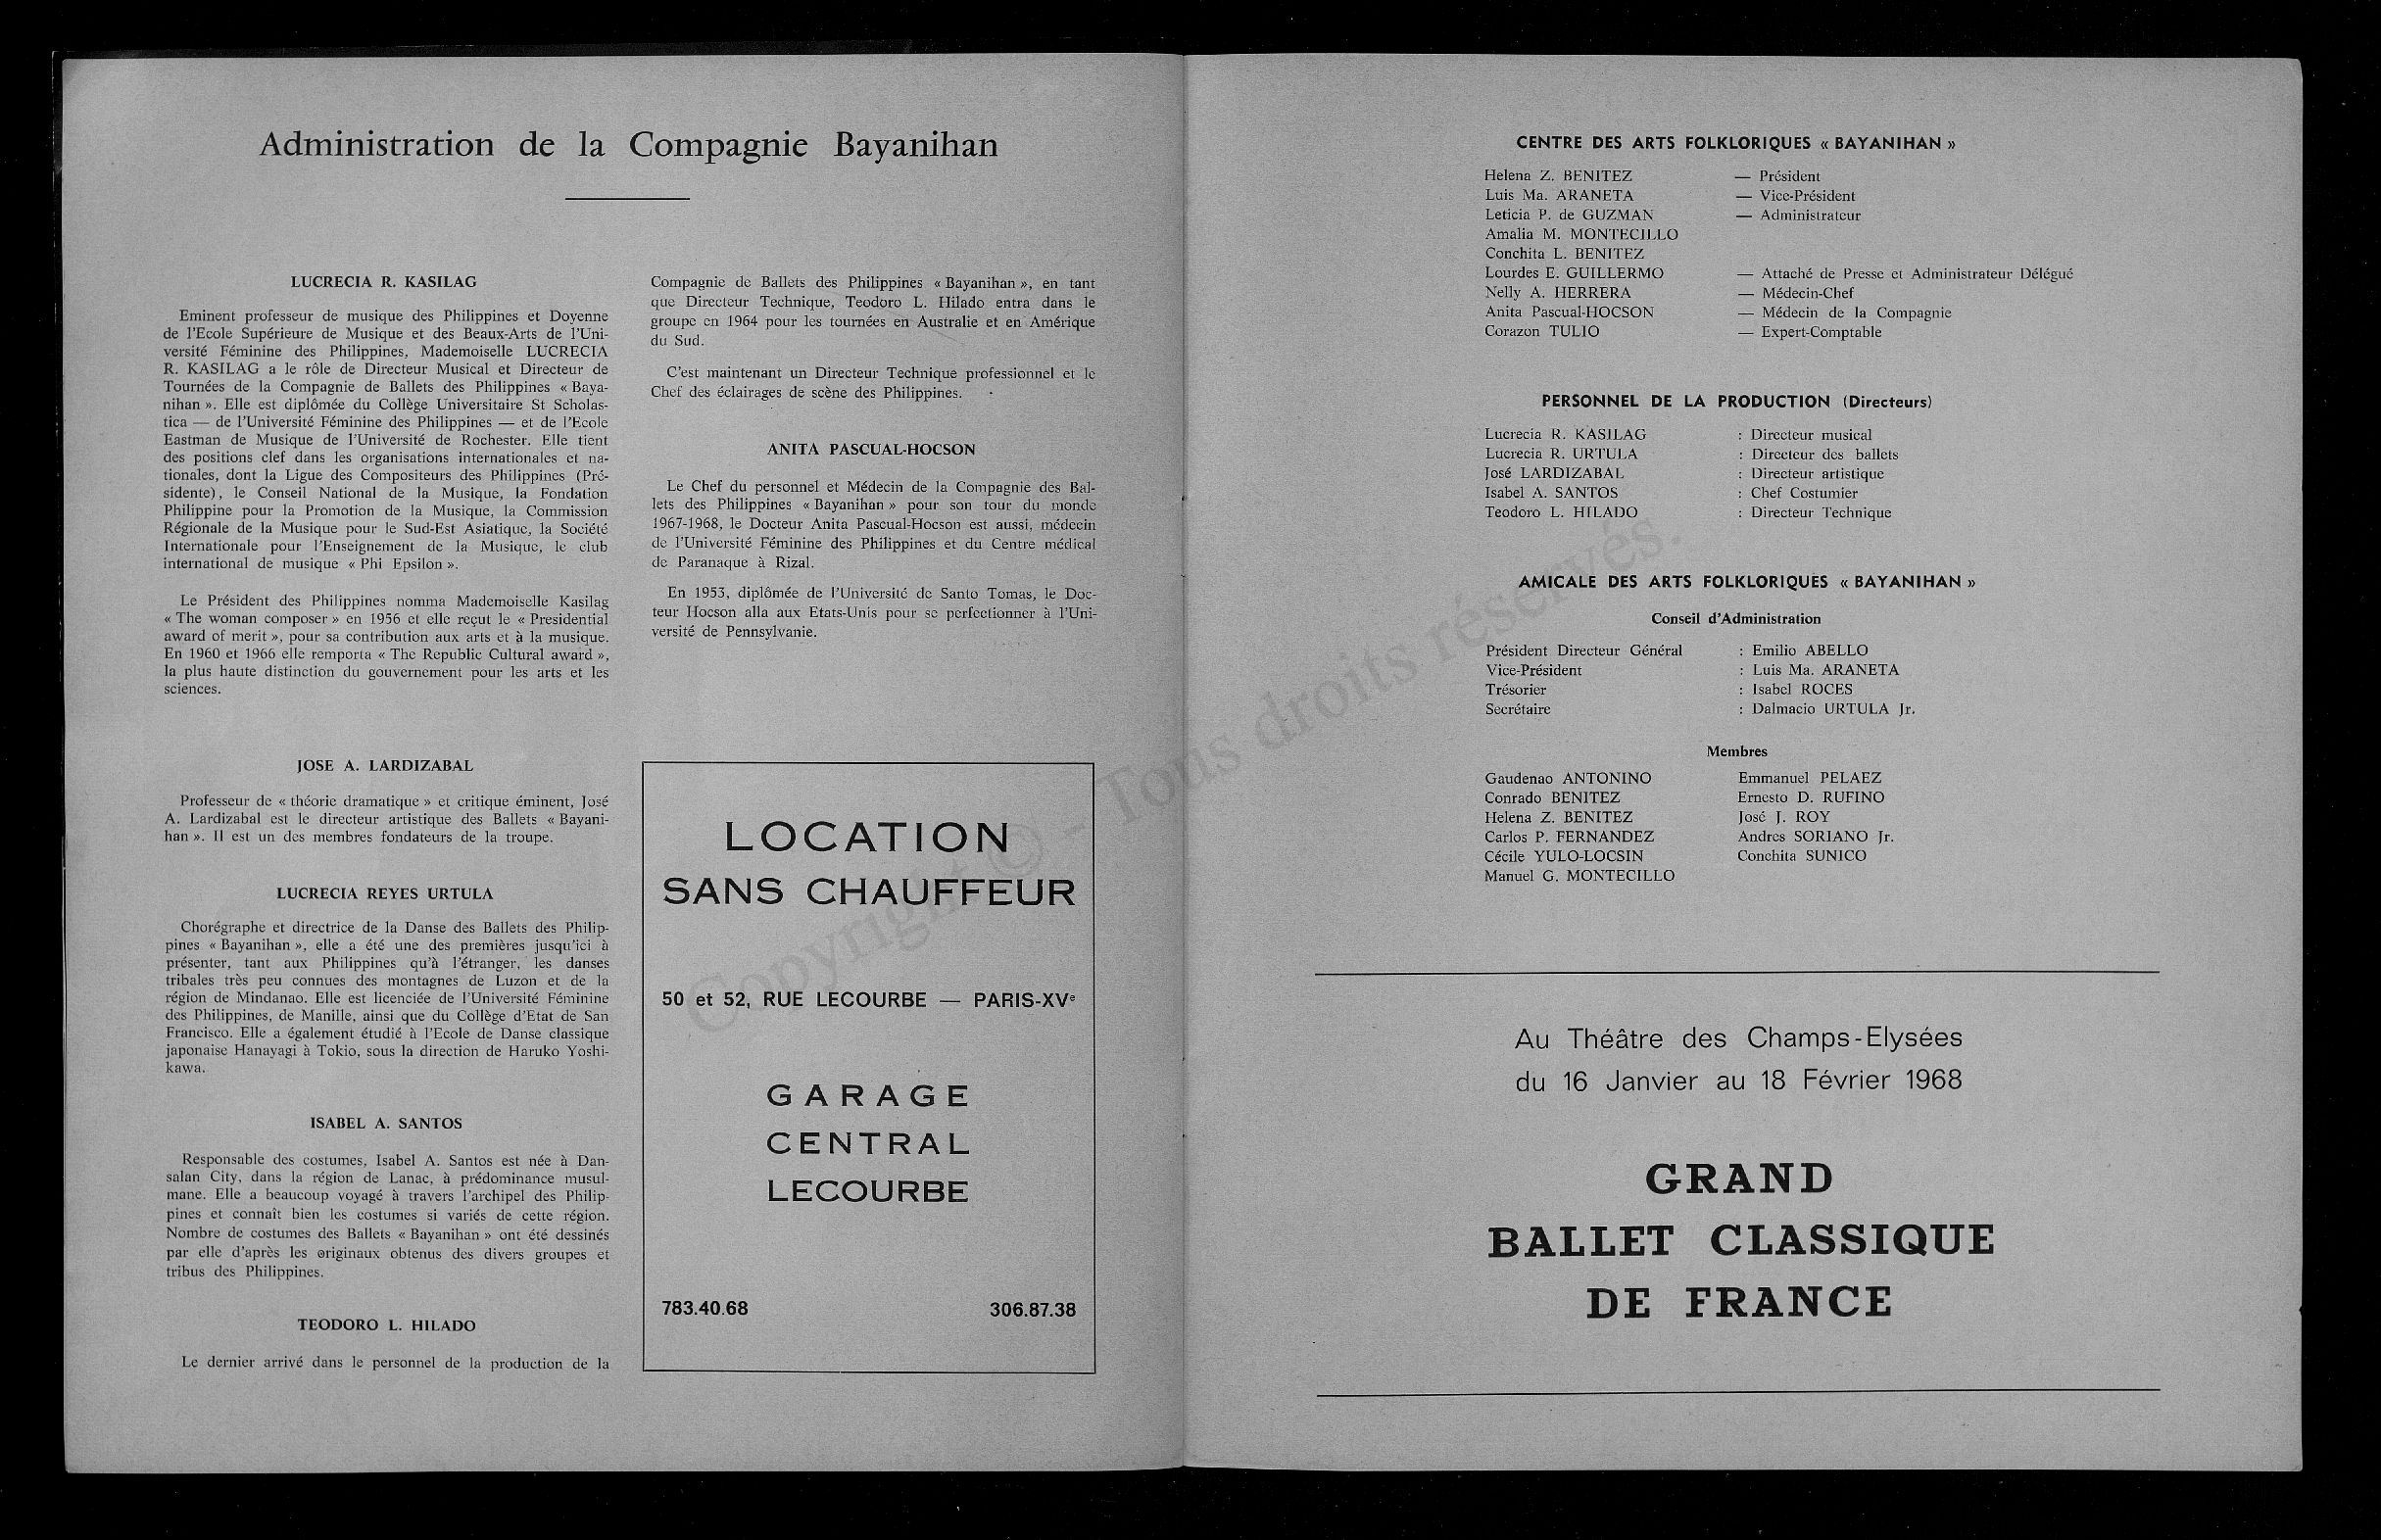 Administration de la Compagnie Bayanihan
LUCRECIA R. KASILAG
Eminent professeur de musique des Philippines et Doyenne
de l'Ecole Supérieure de Musique et des Beaux-Arts de l'Uni-
versité Féminine des Philippines, Mademoiselle LUCRECIA
R. KASILAG a le rôle de Directeur Musical et Directeur de
Tournées de la Compagnie de Ballets des Philippines « Baya-
nihan ». Elle est diplômée du Collège Universitaire St Scholas-
tica — de l'Université Féminine des Philippines — et de l'Ecole
Eastman de Musique de l'Université de Rochester. Elle tient
des positions clef dans les organisations internationales et na-
tionales, dont la Ligue des Compositeurs des Philippines (Pré-
sidente), le Conseil National de la Musique, la Fondation
Philippine pour la Promotion de la Musique, la Commission
Régionale de la Musique pour le Sud-Est Asiatique, la Société
Internationale pour l'Enseignement de la Musique, le club
international de musique « Phi Epsilon ».
Le Président des Philippines nomma Mademoiselle Kasilag
« The woman composer » en 1956 et elle reçut le « Presidential
award of merit », pour sa contribution aux arts et à la musique.
En 1960 et 1966 elle remporta « The Republic Cultural award »,
la plus haute distinction du gouvernement pour les arts et les
sciences.
JOSE A. LARDIZABAL
Professeur de « théorie dramatique » et critique éminent, José
A. Lardizabal est le directeur artistique des Ballets « Bayani-
han ». Il est un des membres fondateurs de la troupe.
LUCRECIA REYES URTULA
Chorégraphe et directrice de la Danse des Ballets des Philip-
pines « Bayanihan », elle a été une des premières jusqu'ici à
présenter, tant aux Philippines qu'à l'étranger, les danses
tribales très peu connues des montagnes de Luzon et de la
région de Mindanao. Elle est licenciée de l'Université Féminine
des Philippines, de Manille, ainsi que du Collège d'Etat de San
Francisco. Elle a également étudié à l'Ecole de Danse classique
japonaise Hanayagi à Tokio, sous la direction de Haruko Yoshi-
kawa.
ISABEL A. SANTOS
Responsable des costumes, Isabel A. Santos est née à Dan-
salan City, dans la région de Lanac, à prédominance musul-
mane. Elle a beaucoup voyagé à travers l'archipel des Philip-
pines et connaît bien les costumes si variés de cette région.
Nombre de costumes des Ballets « Bayanihan » ont été dessinés
par elle d'après les originaux obtenus des divers groupes et
tribus des Philippines.
TEODORO L. HILADO
Le dernier arrivé dans le personnel de la production de la
Compagnie de Ballets des Philippines « Bayanihan », en tant
que Directeur Technique, Teodoro L. Hilado entra dans le
groupe en 1964 pour les tournées en Australie et en Amérique
du Sud.
C'est maintenant un Directeur Technique professionnel et le
Chef des éclairages de scène des Philippines.
ANITA PASCUAL-HOCSON
Le Chef du personnel et Médecin de la Compagnie des Bal-
lets des Philippines « Bayanihan » pour son tour du monde
1967-1968, le Docteur Anita Pascual-Hocson est aussi, médecin
de l'Université Féminine des Philippines et du Centre médical
de Paranaque à Rizal.
En 1953, diplômée de l'Université de Santo Tomas, le Doc-
teur Hocson alla aux Etats-Unis pour se perfectionner à l'Uni-
versité de Pennsylvanie.
LOCATION
SANS CHAUFFEUR
50 et 52, RUE LECOURBE — PARIS-XVe
GARAGE
CENTRAL
LECOURBE
783.40.68 306.87.38
CENTRE DES ARTS FOLKLORIQUES « BAYANIHAN »
Helena Z. BENITEZ — Président
Luis Ma. ARANETA — Vice-Président
Leticia P. de GUZMAN — Administrateur
Amalia M. MONTECILLO
Conchita L. BENITEZ
Lourdes E. GUILLERMO — Attaché de Presse et Administrateur Délégué
Nelly A. HERRERA — Médecin-Chef
Anita Pascual-HOCSON — Médecin de la Compagnie
Corazon TULIO — Expert-Comptable
PERSONNEL DE LA PRODUCTION (Directeurs)
Lucrecia R. KASILAG : Directeur musical
Lucrecia R. URTULA : Directeur des ballets
José LARDIZABAL : Directeur artistique
Isabel A. SANTOS : Chef Costumier
Teodoro L. HILADO : Directeur Technique
AMICALE DES ARTS FOLKLORIQUES « BAYANIHAN »
Conseil d'Administration
Président Directeur Général : Emilio ABELLO
Vice-Président : Luis Ma. ARANETA
Trésorier : Isabel ROCES
Secrétaire : Dalmacio URTULA Jr.
Membres
Gaudenao ANTONINO Emmanuel PELAEZ
Conrado BENITEZ Ernesto D. RUFINO
Helena Z. BENITEZ José J. ROY
Carlos P. FERNANDEZ Andres SORIANO Jr.
Cécile YULO-LOCSIN Conchita SUNICO
Manuel G. MONTECILLO
Au Théâtre des Champs-Elysées
du 16 Janvier au 18 Février 1968
GRAND
BALLET CLASSIQUE
DE FRANCE
Copyright © - Tous droits réservés.